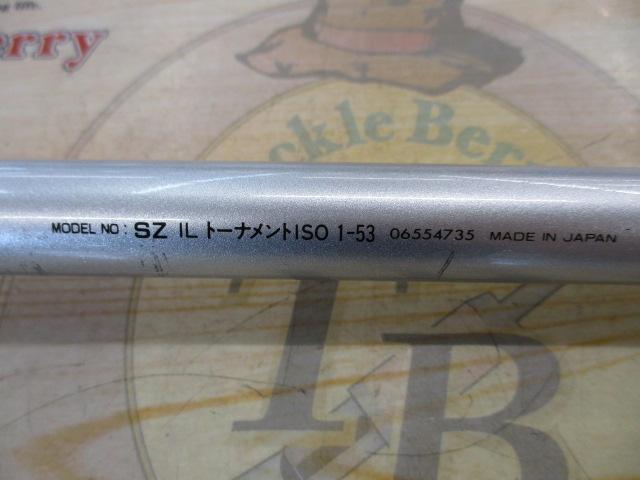 erry
ckle Ber
MODEL NO : SZ IL トーナメントISO 1-53 06554735 MADE IN JAPAN
TB